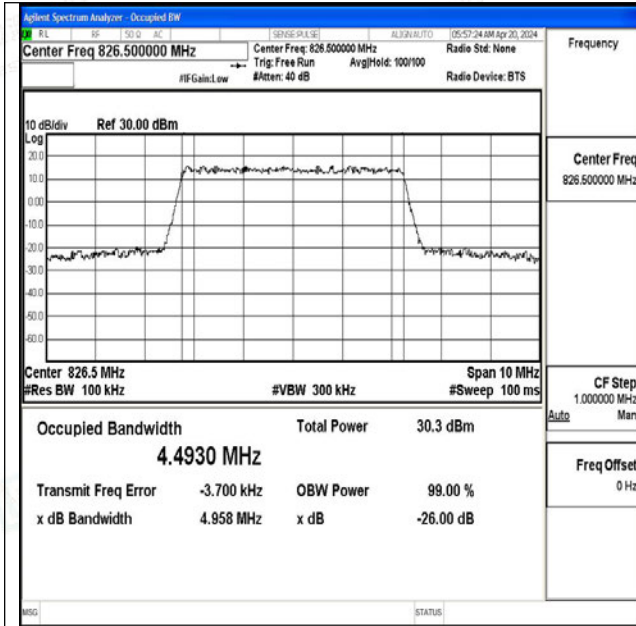 Agilent Spectrum Analyzer - Occupied BW
RL RF 50 Ω AC SENSE:PULSE ALIGNAUTO 05:57:24 AM Apr 20, 2024
Center Freq 826.500000 MHz Center Freq: 826.500000 MHz Radio Std: None
Trig: Free Run Avg|Hold: 100/100
#IFGain:Low #Atten: 40 dB Radio Device: BTS
10 dB/div Ref 30.00 dBm
Log
20.0
10.0
0.00
-10.0
-20.0
-30.0
-40.0
-50.0
-60.0
Center 826.5 MHz Span 10 MHz
#Res BW 100 kHz #VBW 300 kHz #Sweep 100 ms
Occupied Bandwidth Total Power 30.3 dBm
4.4930 MHz
Transmit Freq Error -3.700 kHz OBW Power 99.00 %
x dB Bandwidth 4.958 MHz x dB -26.00 dB
MSG STATUS
Frequency
Center Freq
826.500000 MHz
CF Step
1.000000 MHz
Auto Man
Freq Offset
0 Hz